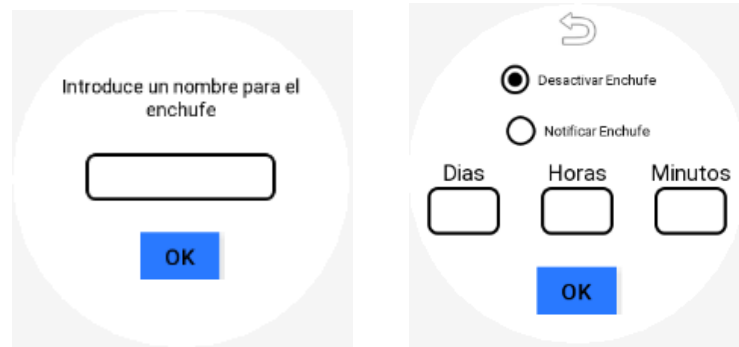 Introduce un nombre para el
enchufe
OK
Desactivar Enchufe
Notificar Enchufe
Dias Horas Minutos
OK